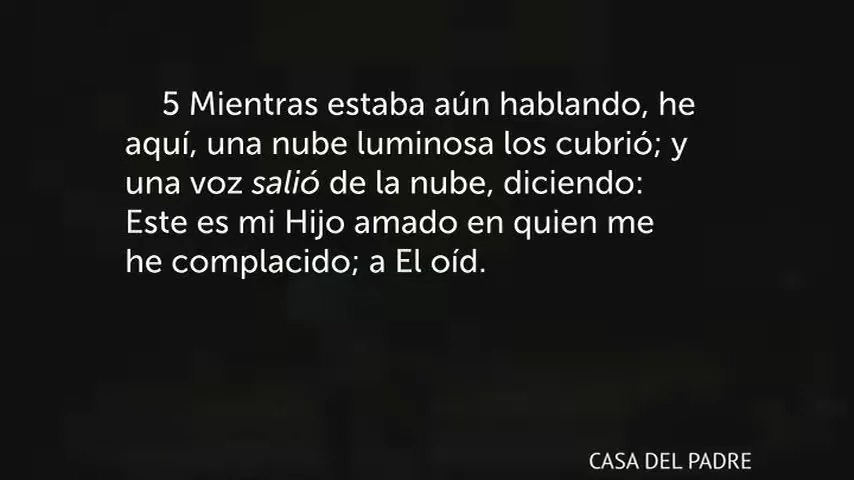 5 Mientras estaba aún hablando, he
aquí, una nube luminosa los cubrió; y
una voz salió de la nube, diciendo:
Este es mi Hijo amado en quien me
he complacido; a El oíd.
CASA DEL PADRE